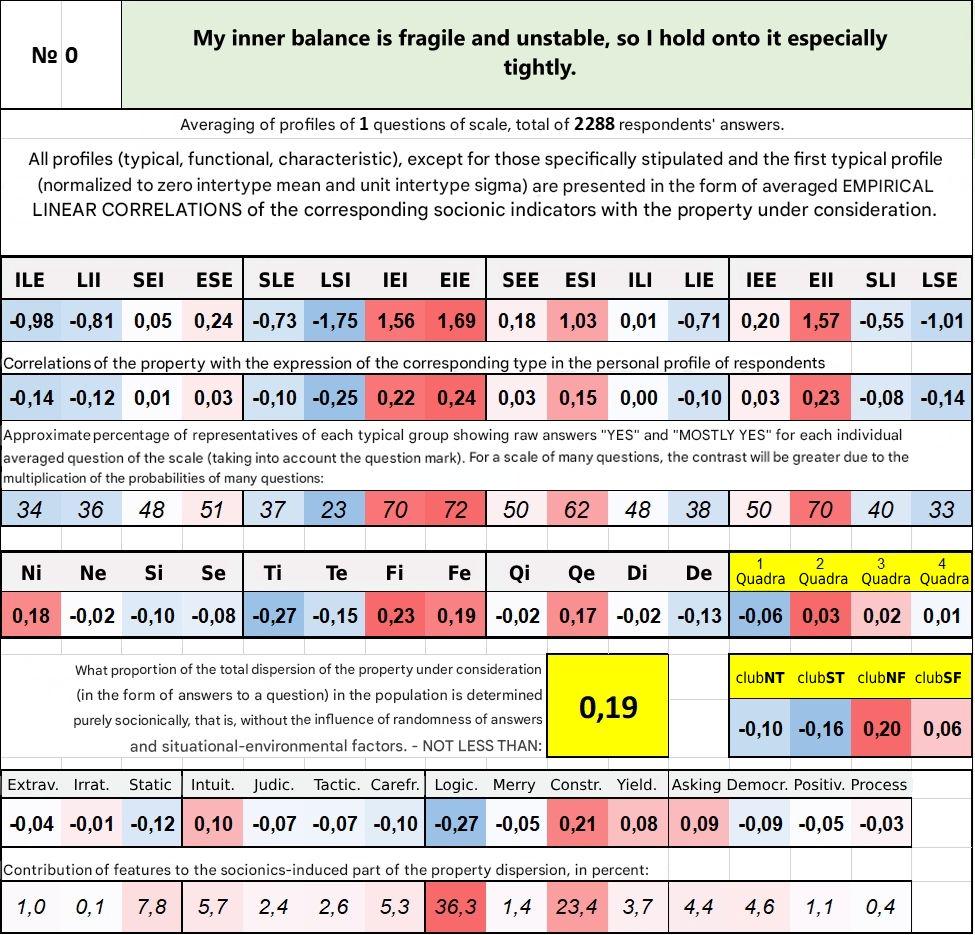 № 0
My inner balance is fragile and unstable, so I hold onto it especially
tightly.
Averaging of profiles of 1 questions of scale, total of 2288 respondents' answers.
All profiles (typical, functional, characteristic), except for those specifically stipulated and the first typical profile
(normalized to zero intertype mean and unit intertype sigma) are presented in the form of averaged EMPIRICAL
LINEAR CORRELATIONS of the corresponding socionic indicators with the property under consideration.
ILE LII SEI ESE SLE LSI IEI EIE SEE ESI ILI LIE IEE EII SLI LSE
-0,98 -0,81 0,05 0,24 -0,73 -1,75 1,56 1,69 0,18 1,03 0,01 -0,71 0,20 1,57 -0,55 -1,01
Correlations of the property with the expression of the corresponding type in the personal profile of respondents
-0,14 -0,12 0,01 0,03 -0,10 -0,25 0,22 0,24 0,03 0,15 0,00 -0,10 0,03 0,23 -0,08 -0,14
Approximate percentage of representatives of each typical group showing raw answers "YES" and "MOSTLY YES" for each individual
averaged question of the scale (taking into account the question mark). For a scale of many questions, the contrast will be greater due to the
multiplication of the probabilities of many questions:
34 36 48 51 37 23 70 72 50 62 48 38 50 70 40 33
Ni Ne Si Se Ti Te Fi Fe Qi Qe Di De 1 Quadra 2 Quadra 3 Quadra 4 Quadra
0,18 -0,02 -0,10 -0,08 -0,27 -0,15 0,23 0,19 -0,02 0,17 -0,02 -0,13 -0,06 0,03 0,02 0,01
What proportion of the total dispersion of the property under consideration
(in the form of answers to a question) in the population is determined
purely socionically, that is, without the influence of randomness of answers
and situational-environmental factors. - NOT LESS THAN:
0,19
clubNT clubST clubNF clubSF
-0,10 -0,16 0,20 0,06
Extrav. Irrat. Static Intuit. Judic. Tactic. Carefr. Logic. Merry Constr. Yield. Asking Democr. Positiv. Process
-0,04 -0,01 -0,12 0,10 -0,07 -0,07 -0,10 -0,27 -0,05 0,21 0,08 0,09 -0,09 -0,05 -0,03
Contribution of features to the socionics-induced part of the property dispersion, in percent:
1,0 0,1 7,8 5,7 2,4 2,6 5,3 36,3 1,4 23,4 3,7 4,4 4,6 1,1 0,4